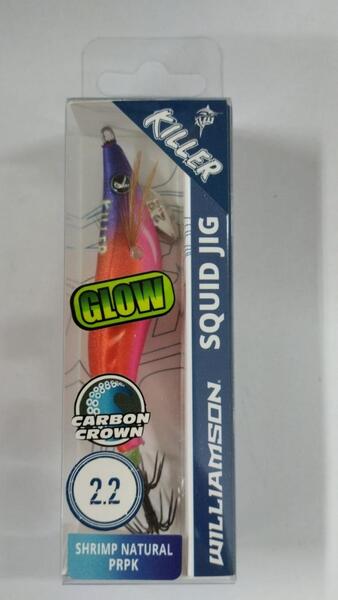 KILLER
SQUID JIG
WILLIAMSON
GLOW
CARBON
CROWN
2.2
SHRIMP NATURAL
PRPK